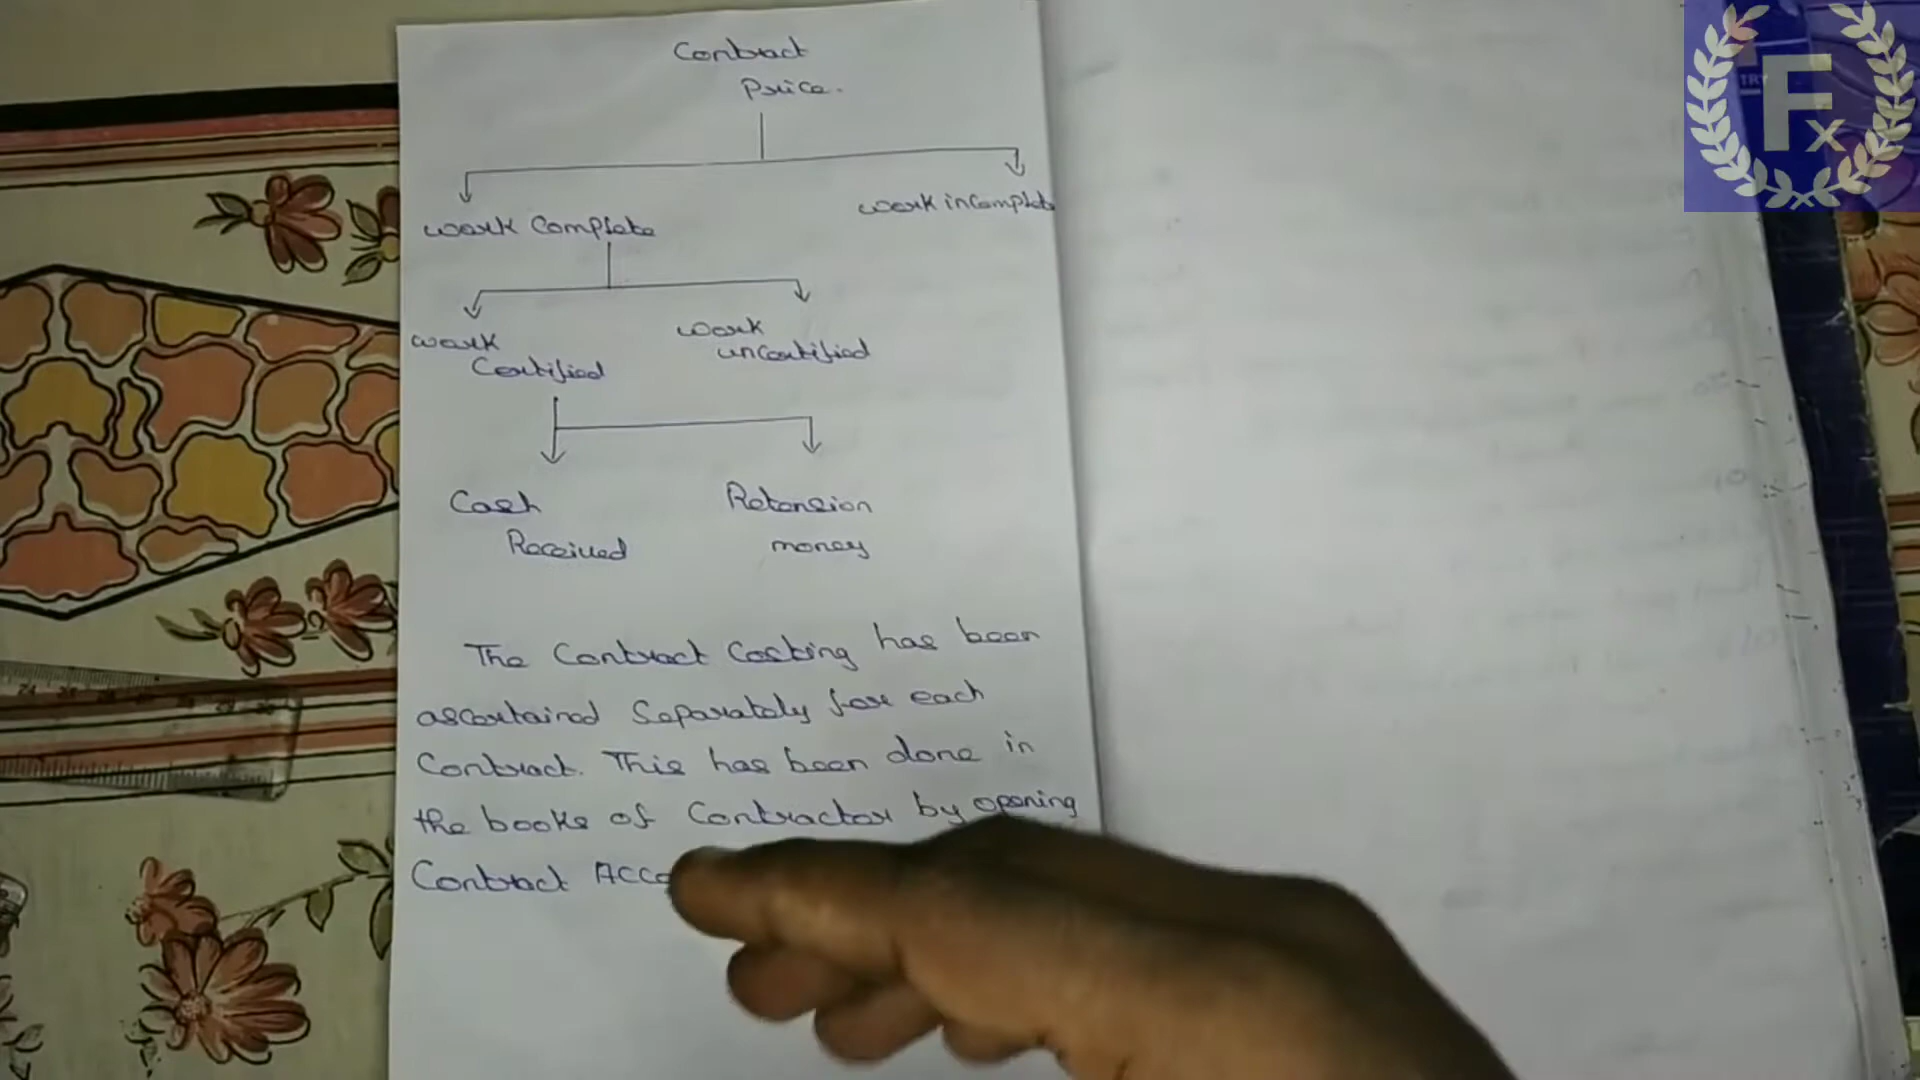 Contract
Price.
work Complete
work incomplete
work
Certified
work
uncertified
Cash
Received
Retension
money
The Contract Costing has been
ascertained Separately for each
Contract. This has been done in
the books of Contractor by opening
Contract
F
x
TRY